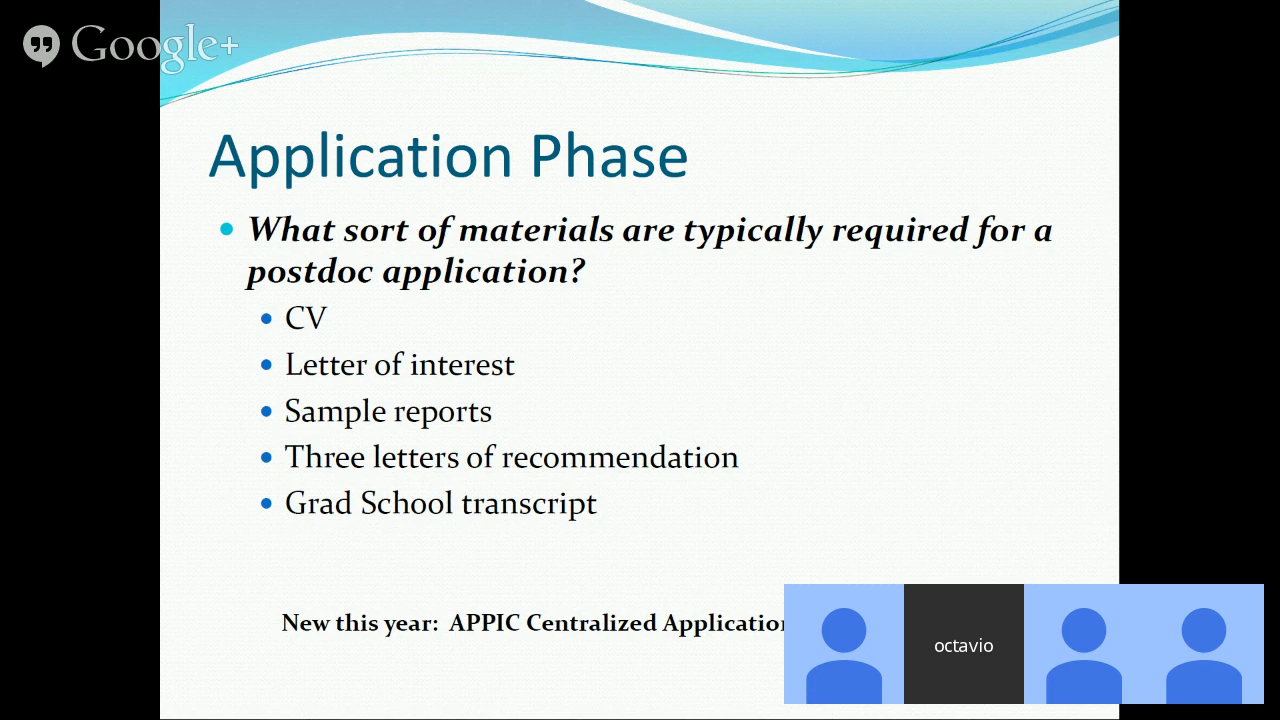 Google+
Application Phase
What sort of materials are typically required for a
postdoc application?
CV
Letter of interest
Sample reports
Three letters of recommendation
Grad School transcript
New this year: APPIC Centralized Application
octavio